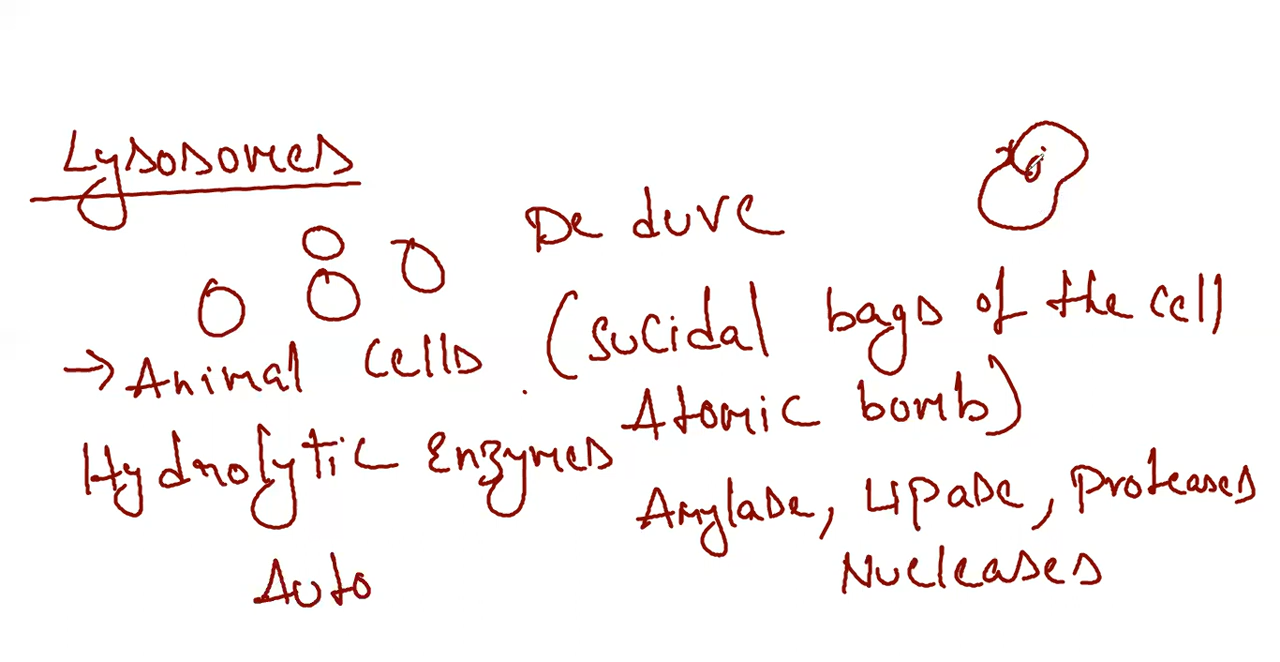 Lysosomes
De duve
→ Animal cells (sucidal bags of the cell
Atomic bomb)
Hydrolytic Enzymes
Amylase, Lipase, Proteases
Nucleases
Auto